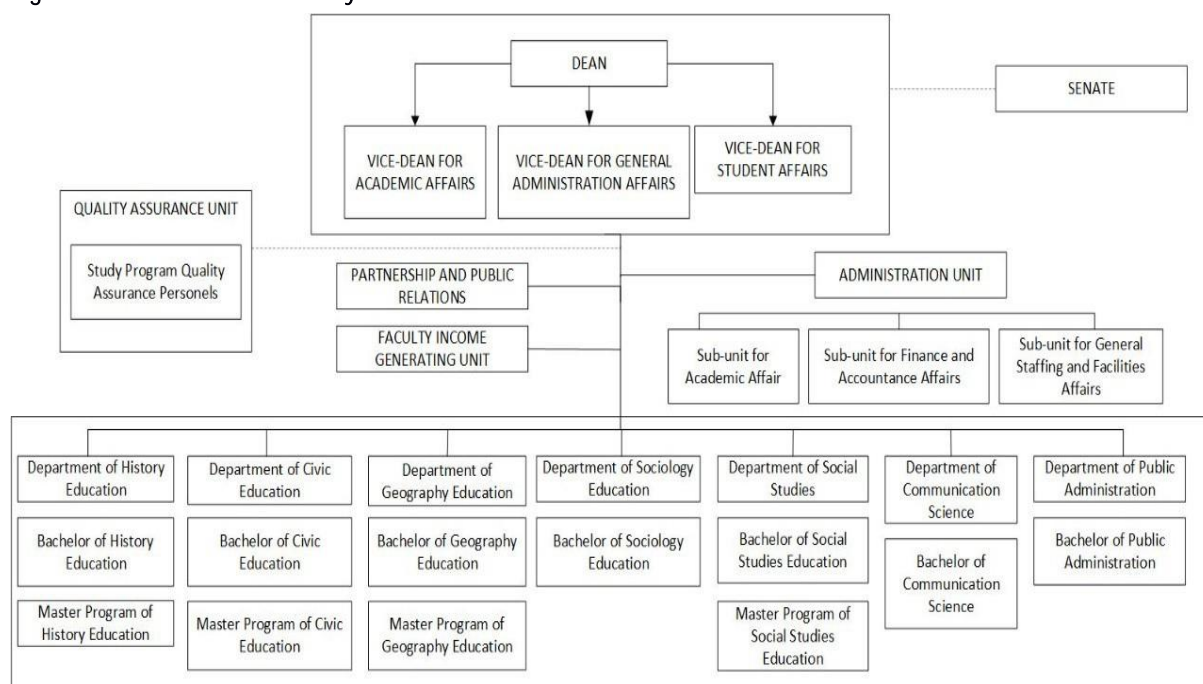 DEAN
SENATE
VICE-DEAN FOR
ACADEMIC AFFAIRS
VICE-DEAN FOR GENERAL
ADMINISTRATION AFFAIRS
VICE-DEAN FOR
STUDENT AFFAIRS
QUALITY ASSURANCE UNIT
Study Program Quality
Assurance Personels
PARTNERSHIP AND PUBLIC
RELATIONS
ADMINISTRATION UNIT
FACULTY INCOME
GENERATING UNIT
Sub-unit for
Academic Affair
Sub-unit for Finance and
Accountance Affairs
Sub-unit for General
Staffing and Facilities
Affairs
Department of History
Education
Department of Civic
Education
Department of
Geography Education
Department of Sociology
Education
Department of Social
Studies
Department of
Communication
Science
Department of Public
Administration
Bachelor of History
Education
Bachelor of Civic
Education
Bachelor of Geography
Education
Bachelor of Sociology
Education
Bachelor of Social
Studies Education
Bachelor of
Communication
Science
Bachelor of Public
Administration
Master Program of
History Education
Master Program of Civic
Education
Master Program of
Geography Education
Master Program of
Social Studies
Education